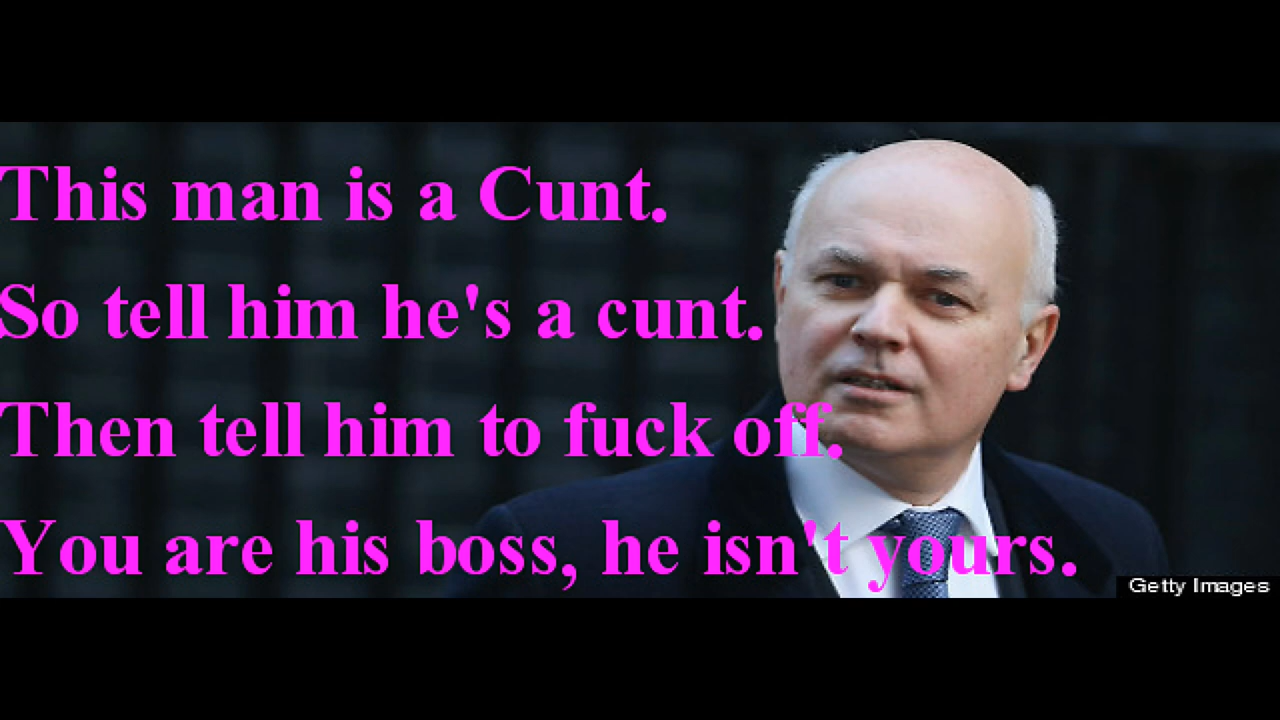 This man is a Cunt.
So tell him he's a cunt.
Then tell him to fuck off.
You are his boss, he isn't yours.
Getty Images